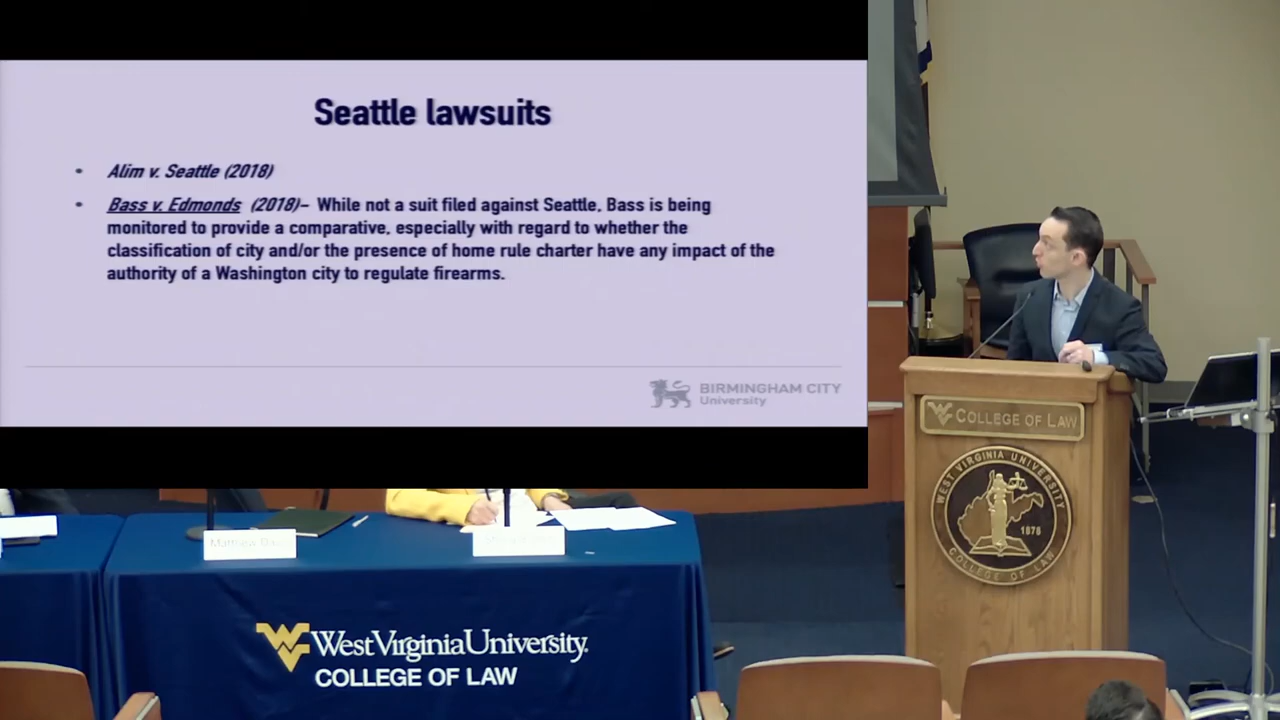 Seattle lawsuits
• Alim v. Seattle (2018)
• Bass v. Edmonds (2018)– While not a suit filed against Seattle, Bass is being
monitored to provide a comparative, especially with regard to whether the
classification of city and/or the presence of home rule charter have any impact of the
authority of a Washington city to regulate firearms.
BIRMINGHAM CITY
University
COLLEGE OF LAW
WEST VIRGINIA UNIVERSITY
1878
COLLEGE OF LAW
Matthew
WestVirginiaUniversity.
COLLEGE OF LAW